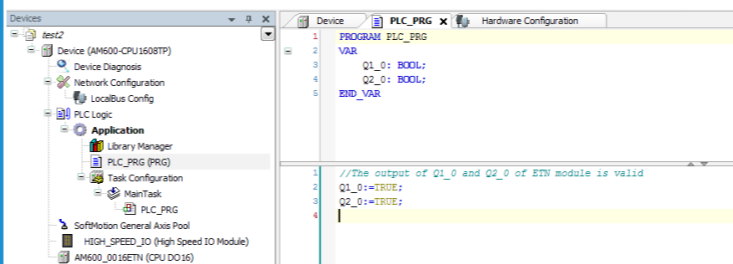 Devices
test2
Device (AM600-CPU1608TP)
Device Diagnosis
Network Configuration
LocalBus Config
PLC Logic
Application
Library Manager
PLC_PRG (PRG)
Task Configuration
MainTask
PLC_PRG
SoftMotion General Axis Pool
HIGH_SPEED_IO (High Speed IO Module)
AM600_0016ETN (CPU DO16)
Device PLC_PRG Hardware Configuration
1 PROGRAM PLC_PRG
2 VAR
3 Q1_0: BOOL;
4 Q2_0: BOOL;
5 END_VAR
1 //The output of Q1_0 and Q2_0 of ETN module is valid
2 Q1_0:=TRUE;
3 Q2_0:=TRUE;
4